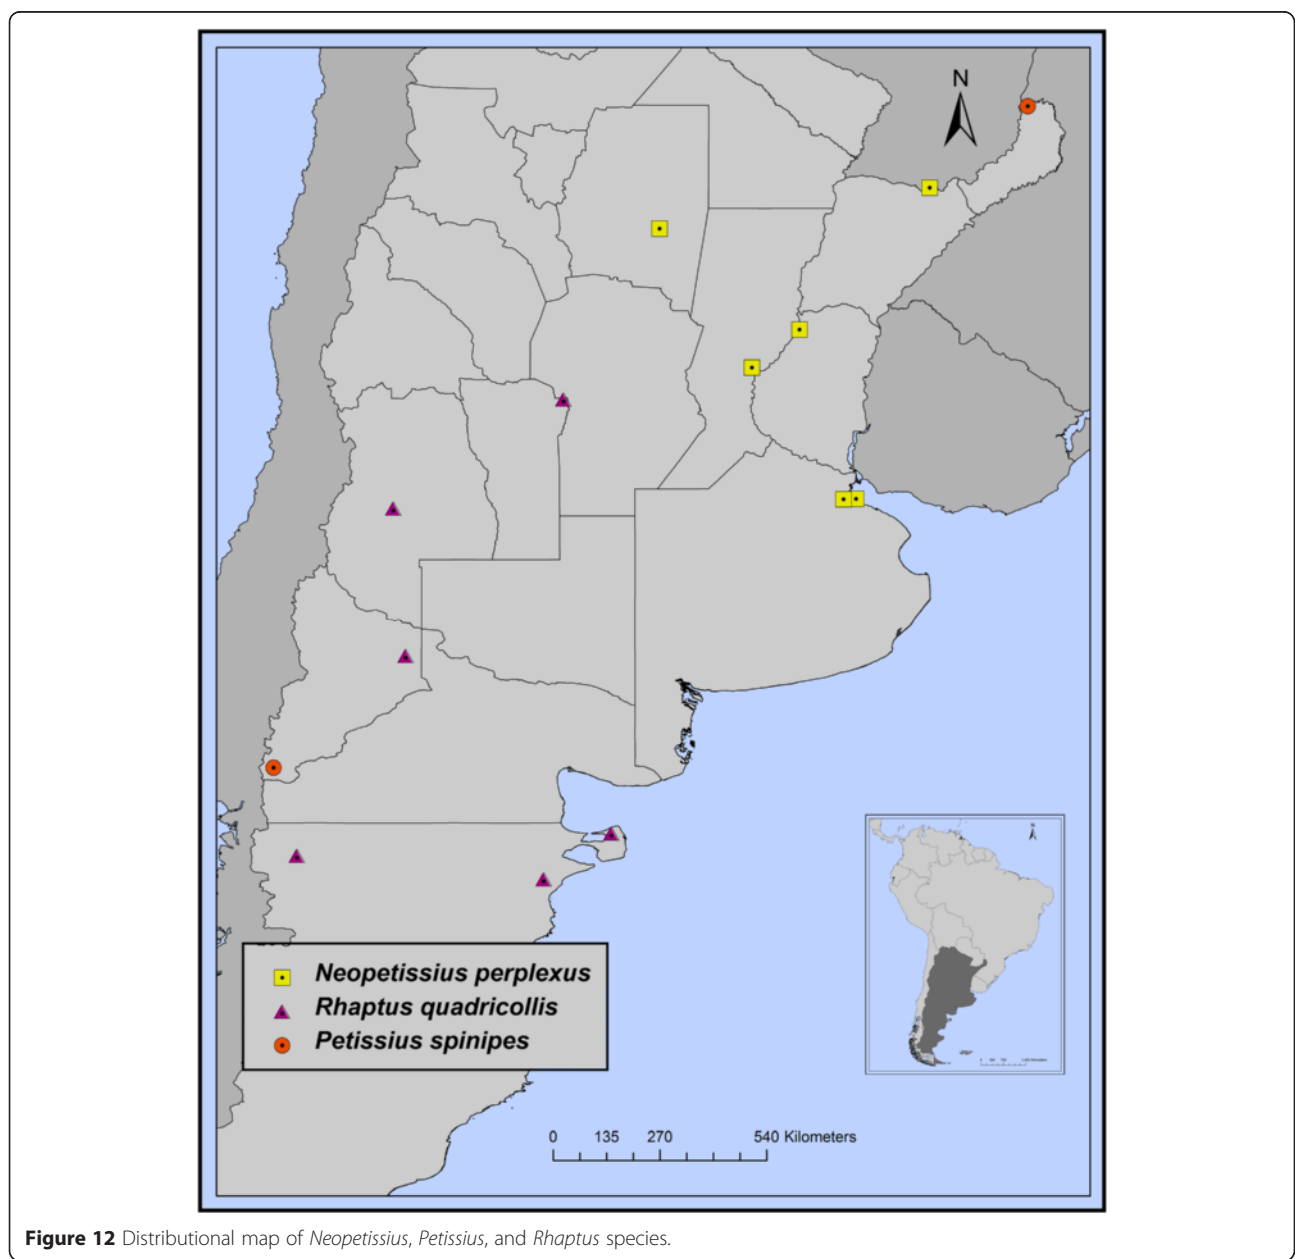 N
N
Neopetissius perplexus
Rhaptus quadricollis
Petissius spinipes
0 135 270 540 Kilometers
Figure 12 Distributional map of Neopetissius, Petissius, and Rhaptus species.